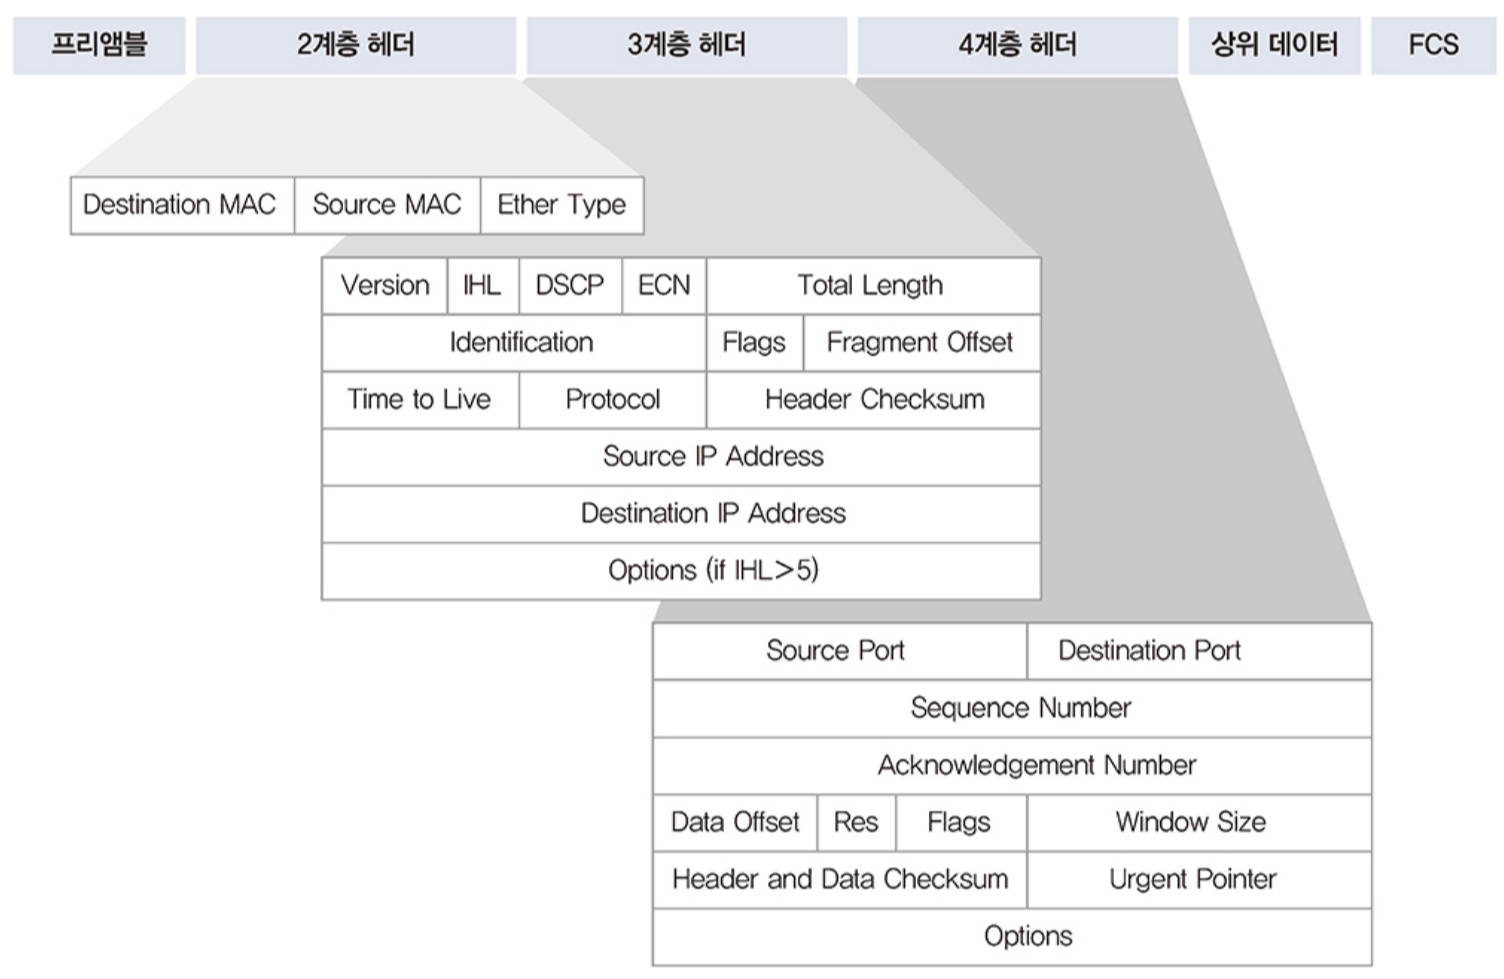 프리앰블 2계층 헤더 3계층 헤더 4계층 헤더 상위 데이터 FCS
Destination MAC Source MAC Ether Type
Version IHL DSCP ECN Total Length
Identification Flags Fragment Offset
Time to Live Protocol Header Checksum
Source IP Address
Destination IP Address
Options (if IHL>5)
Source Port Destination Port
Sequence Number
Acknowledgement Number
Data Offset Res Flags Window Size
Header and Data Checksum Urgent Pointer
Options